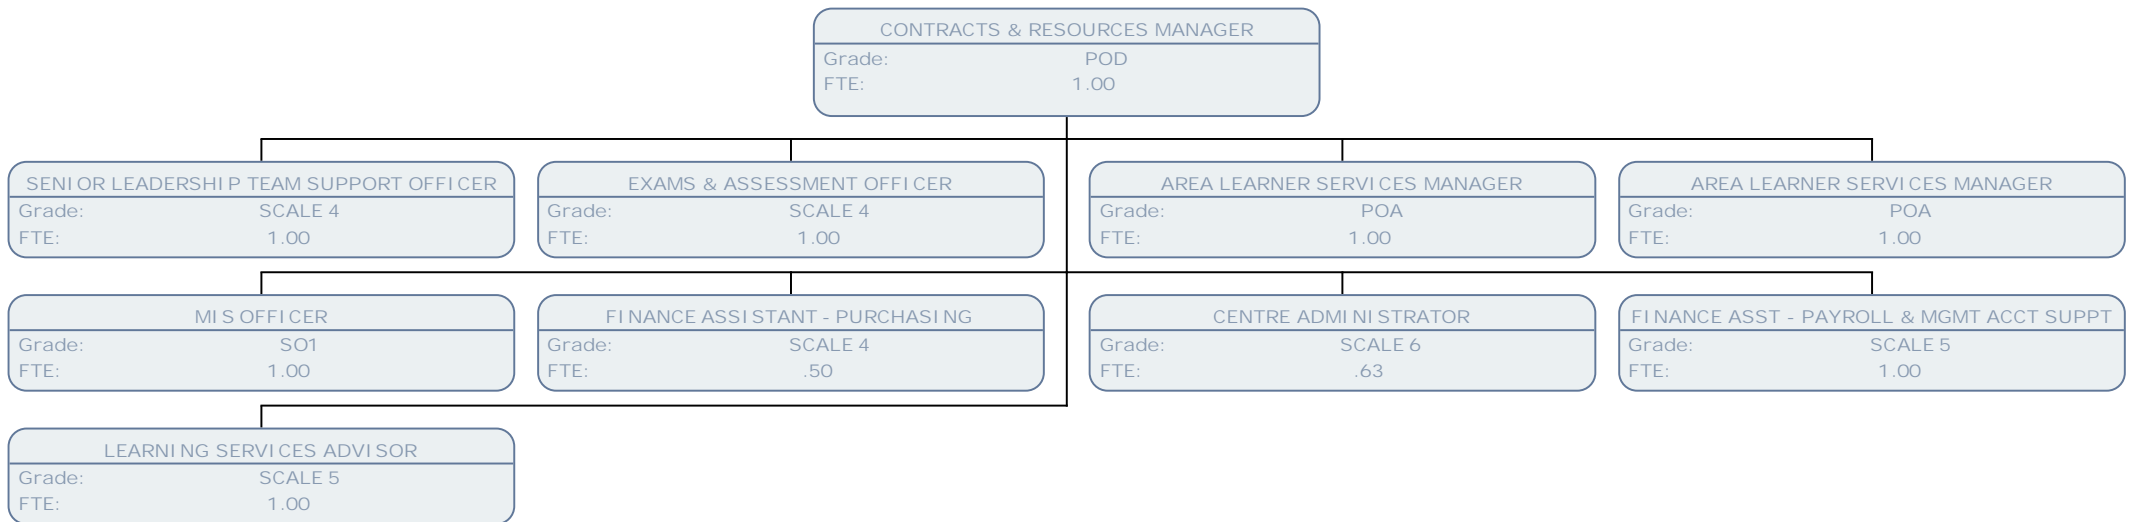 CONTRACTS & RESOURCES MANAGER
Grade: POD
FTE: 1.00
SENIOR LEADERSHIP TEAM SUPPORT OFFICER
Grade: SCALE 4
FTE: 1.00
EXAMS & ASSESSMENT OFFICER
Grade: SCALE 4
FTE: 1.00
AREA LEARNER SERVICES MANAGER
Grade: POA
FTE: 1.00
AREA LEARNER SERVICES MANAGER
Grade: POA
FTE: 1.00
MIS OFFICER
Grade: SO1
FTE: 1.00
FINANCE ASSISTANT - PURCHASING
Grade: SCALE 4
FTE: .50
CENTRE ADMINISTRATOR
Grade: SCALE 6
FTE: .63
FINANCE ASST - PAYROLL & MGMT ACCT SUPPT
Grade: SCALE 5
FTE: 1.00
LEARNING SERVICES ADVISOR
Grade: SCALE 5
FTE: 1.00